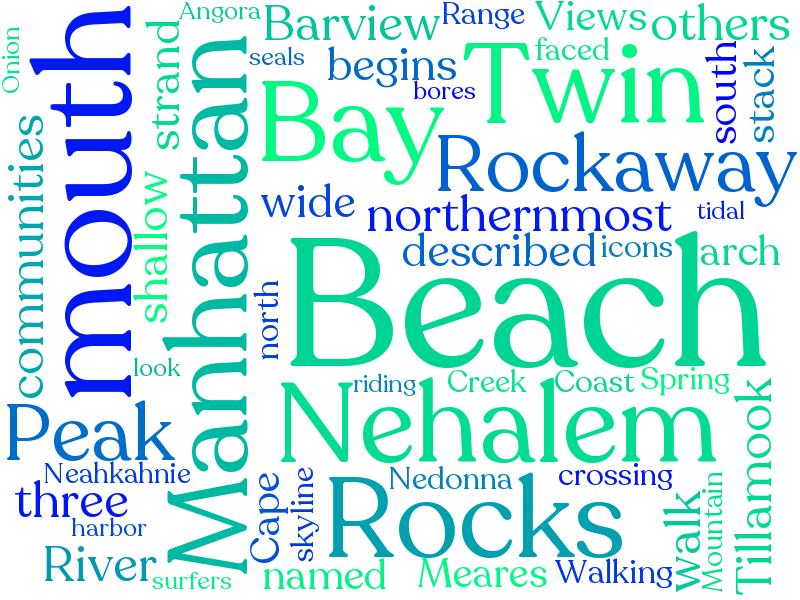 Angora
Barview
Range
Views
others
Onion
mouth
strand
Manhattan
seals
begins
bores
Twin
faced
south
stack
Bay
Rockaway
communities
shallow
wide
northernmost
tidal
described
icons
arch
north
Beach
look
riding
Creek
Coast
Spring
Peak
Nehalem
Tillamook
Neahkahnie
three
harbor
Cape
skyline
Nedonna
crossing
Rocks
walk
Mountain
River
surfers
named
Meares
Walking